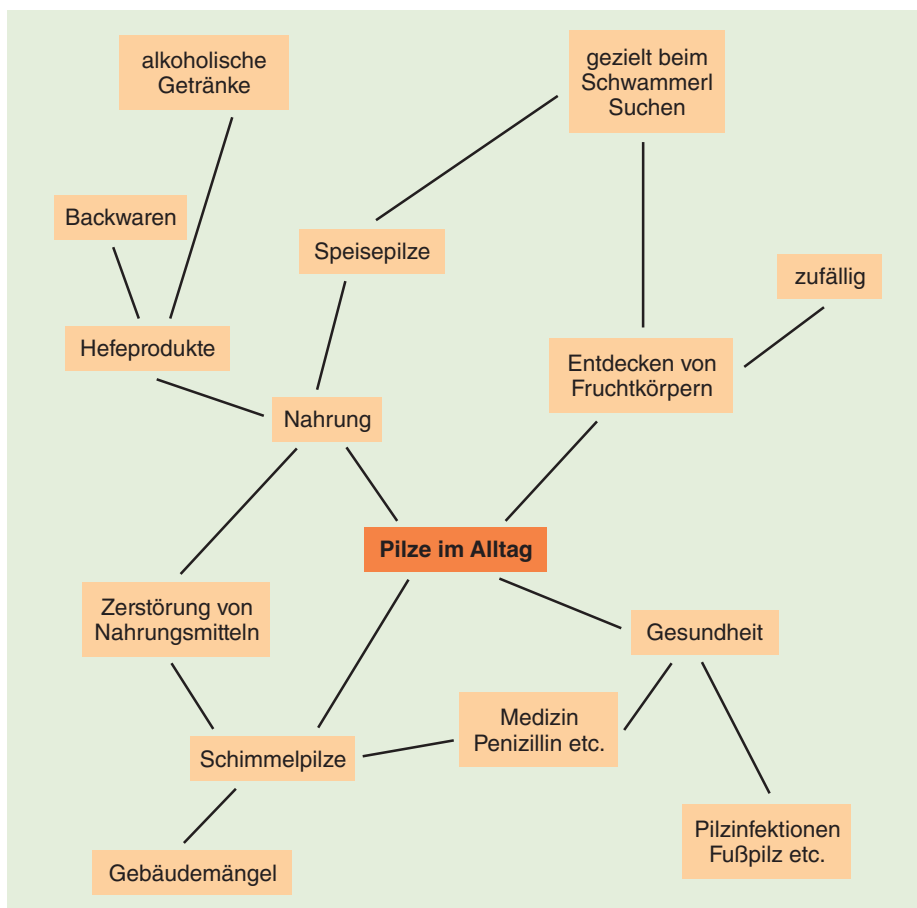 alkoholische
Getränke
gezielt beim
Schwammerl
Suchen
Backwaren
Speisepilze
zufällig
Hefeprodukte
Entdecken von
Fruchtkörpern
Nahrung
Pilze im Alltag
Zerstörung von
Nahrungsmitteln
Gesundheit
Medizin
Penizillin etc.
Schimmelpilze
Pilzinfektionen
Fußpilz etc.
Gebäudemängel